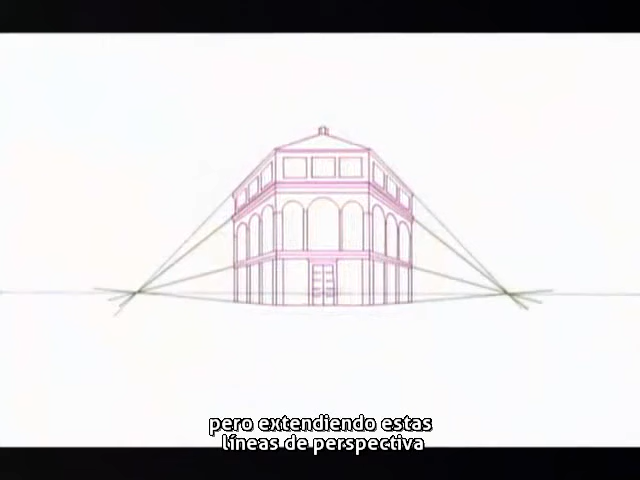 pero extendiendo estas
líneas de perspectiva